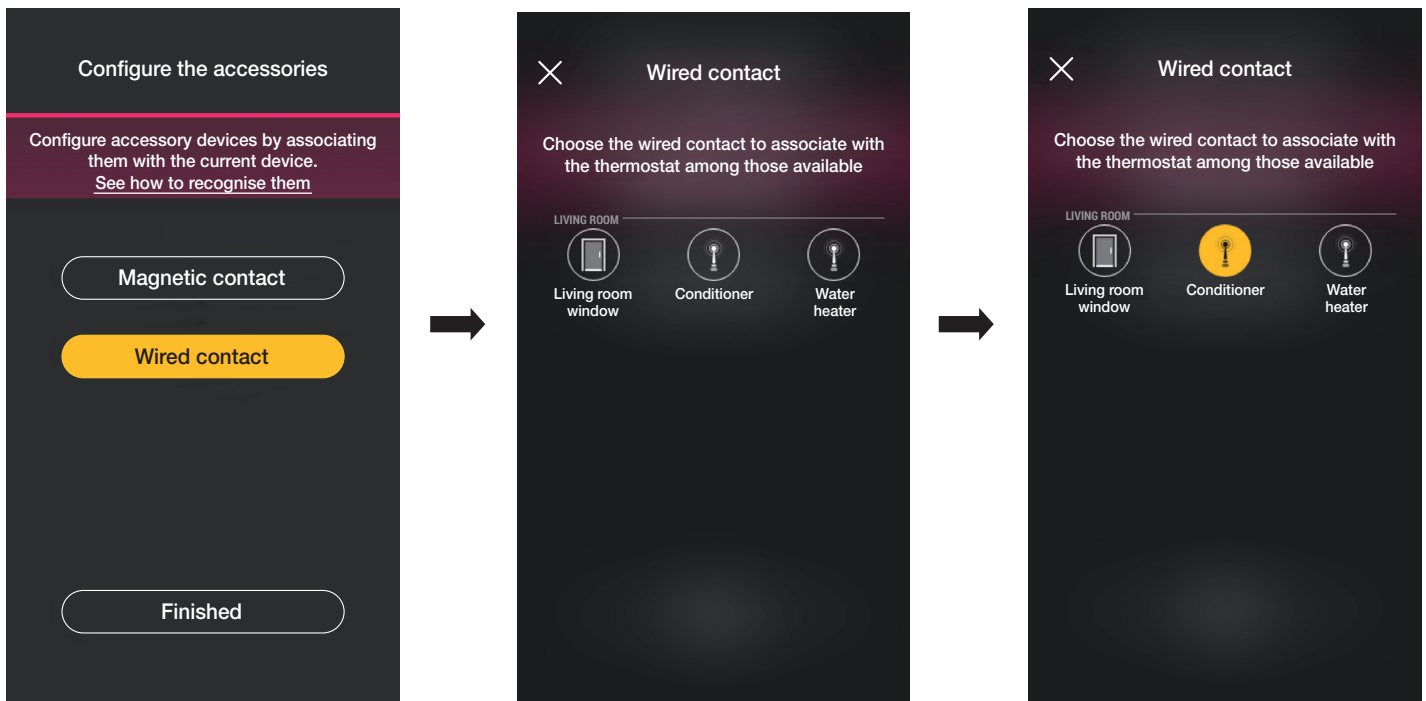 Configure the accessories
Configure accessory devices by associating
them with the current device.
See how to recognise them
Magnetic contact
Wired contact
Finished
Wired contact
Choose the wired contact to associate with
the thermostat among those available
LIVING ROOM
Living room
window
Conditioner
Water
heater
Wired contact
Choose the wired contact to associate with
the thermostat among those available
LIVING ROOM
Living room
window
Conditioner
Water
heater